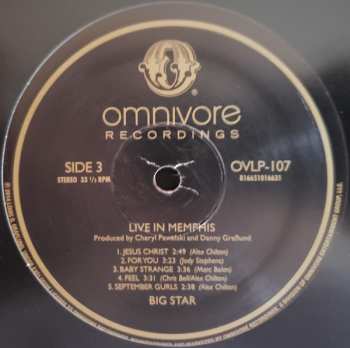 omnivore
RECORDINGS
SIDE 3
STEREO 33 ⅓ RPM
OVLP-107
816651016631
LIVE IN MEMPHIS
Produced by Cheryl Pawelski and Danny Graflund
1. JESUS CHRIST 2:49 (Alex Chilton)
2. FOR YOU 3:23 (Jody Stephens)
3. BABY STRANGE 3:36 (Marc Bolan)
4. FEEL 3:31 (Chris Bell/Alex Chilton)
5. SEPTEMBER GURLS 2:38 (Alex Chilton)
BIG STAR